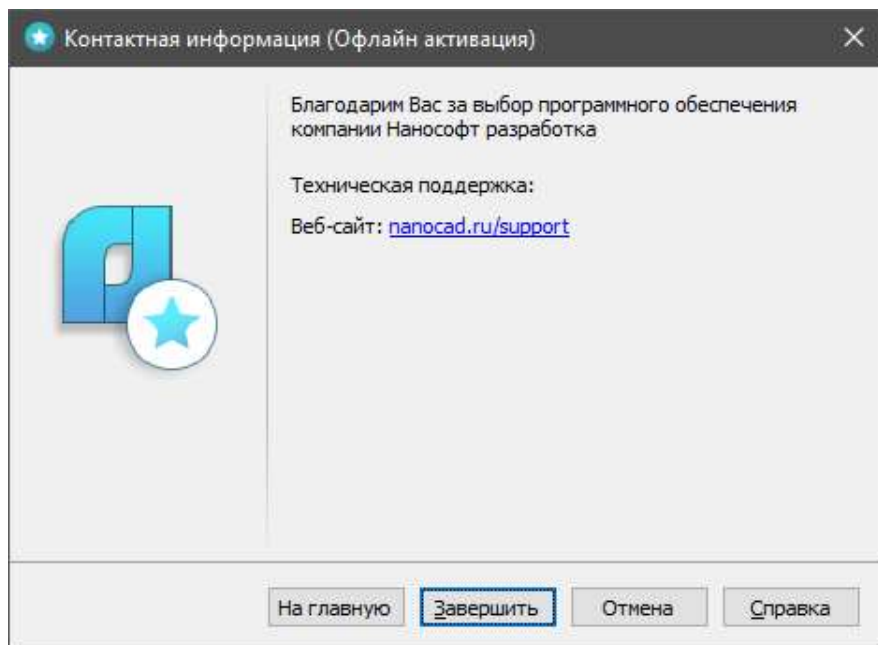 Контактная информация (Офлайн активация)
Благодарим Вас за выбор программного обеспечения
компании Нанософт разработка
Техническая поддержка:
Веб-сайт: nanocad.ru/support
На главную Завершить Отмена Справка